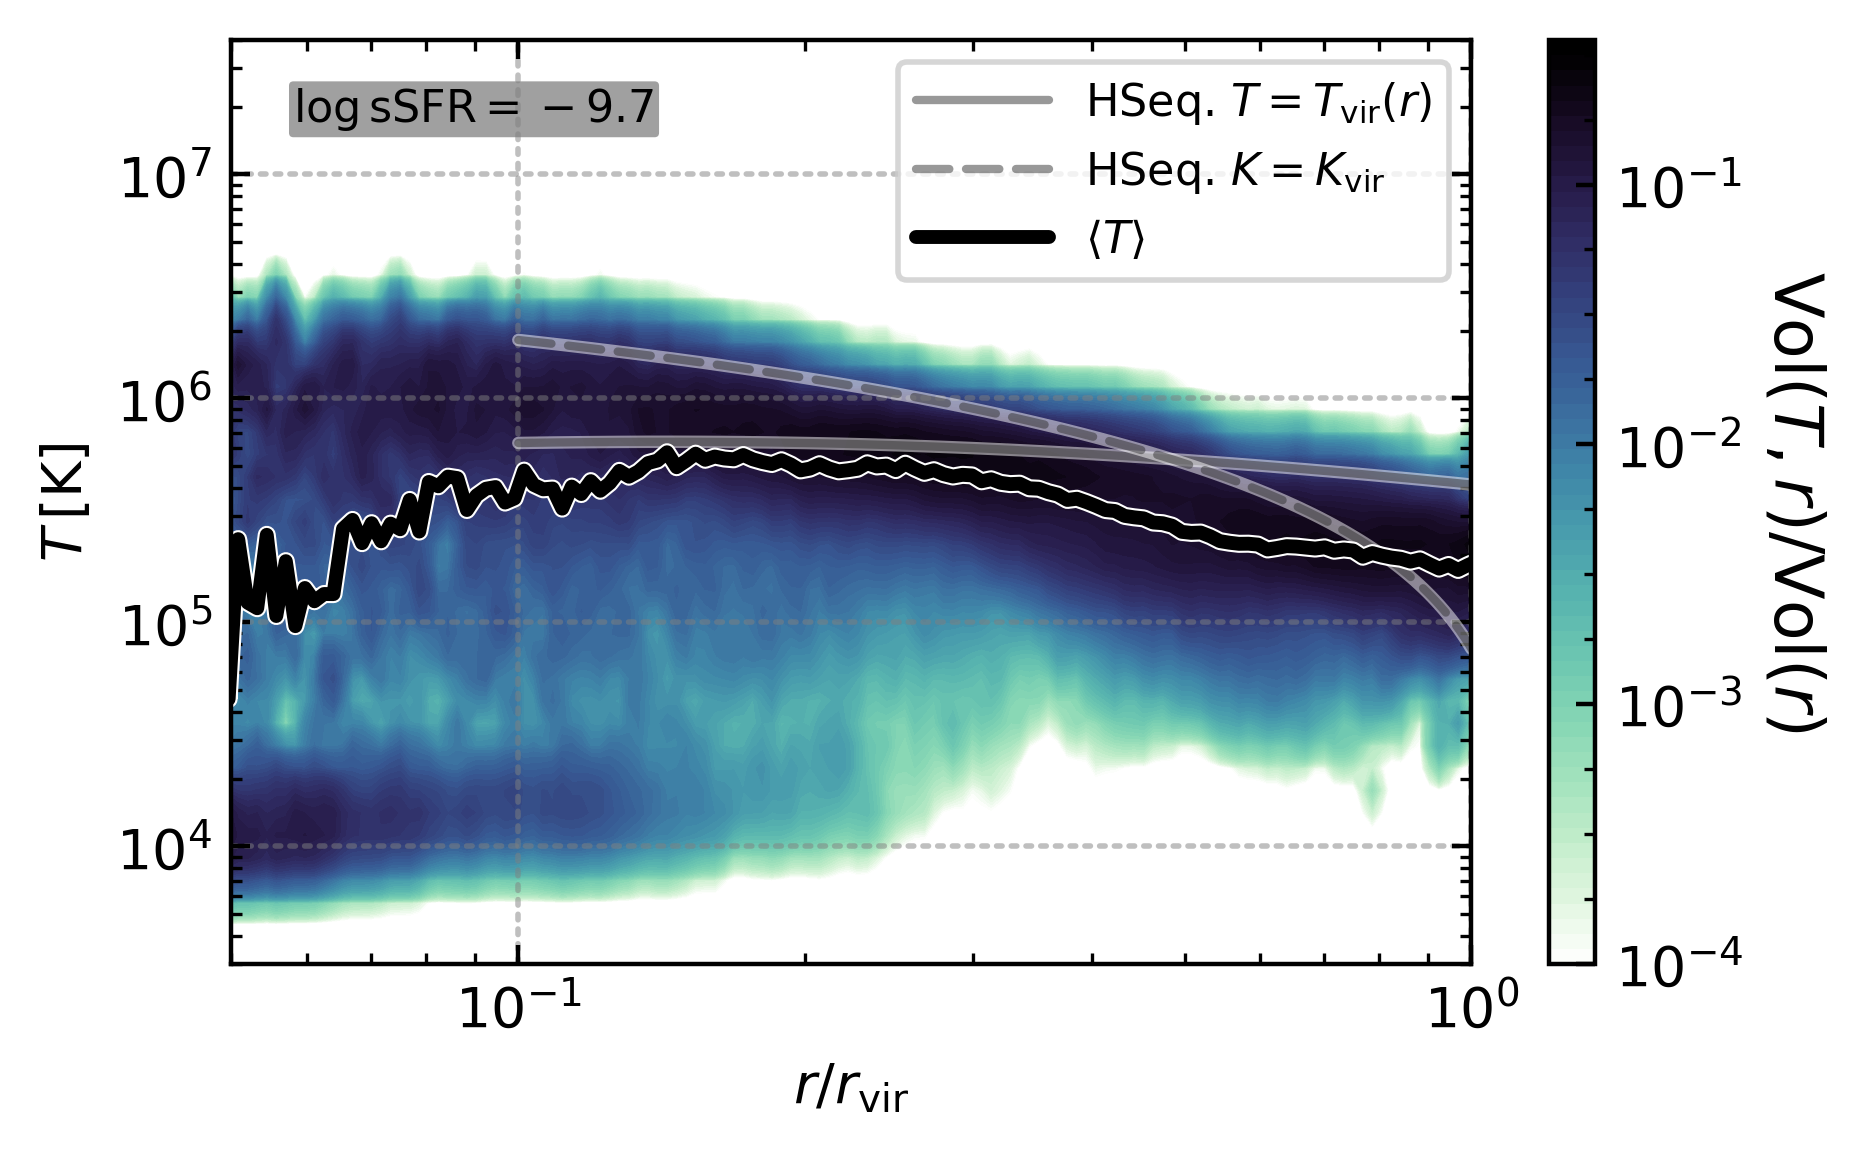 log sSFR = −9.7
HSeq. T = T_vir(r)
HSeq. K = K_vir
⟨T⟩
10^7
10^6
10^5
10^4
T [K]
10^−1
10^0
r/r_vir
10^−1
10^−2
10^−3
10^−4
Vol(T, r)/Vol(r)